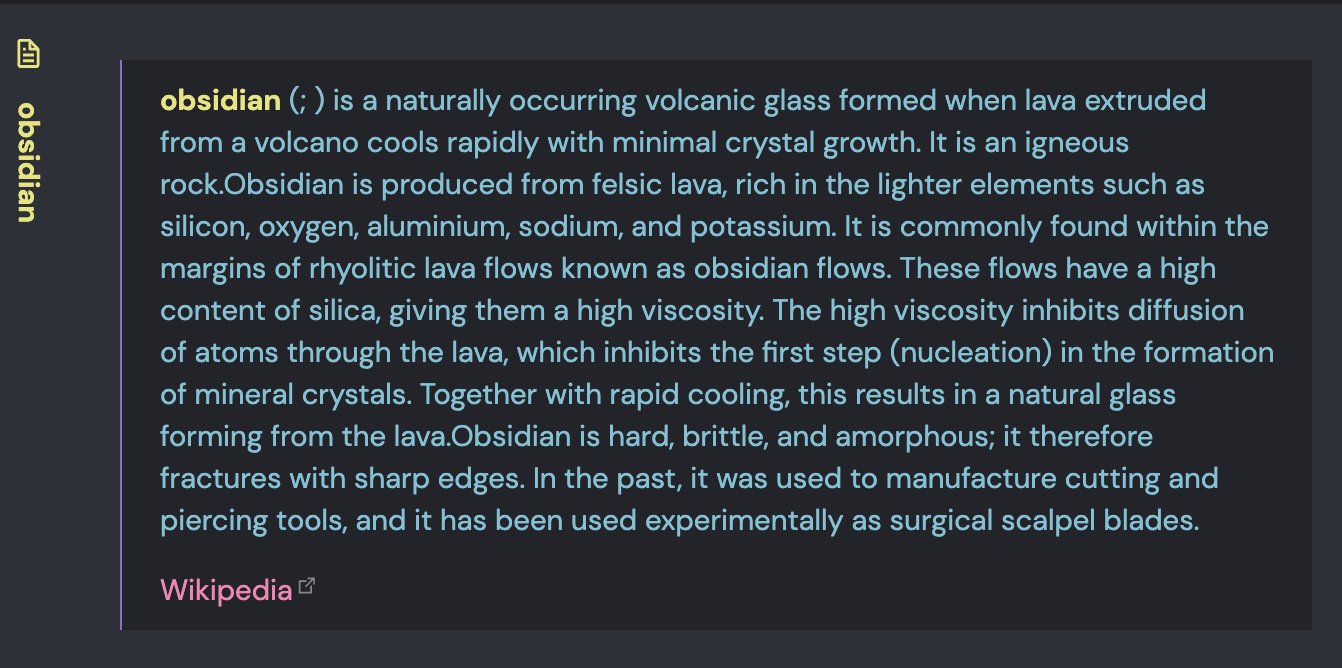 obsidian
obsidian (; ) is a naturally occurring volcanic glass formed when lava extruded
from a volcano cools rapidly with minimal crystal growth. It is an igneous
rock.Obsidian is produced from felsic lava, rich in the lighter elements such as
silicon, oxygen, aluminium, sodium, and potassium. It is commonly found within the
margins of rhyolitic lava flows known as obsidian flows. These flows have a high
content of silica, giving them a high viscosity. The high viscosity inhibits diffusion
of atoms through the lava, which inhibits the first step (nucleation) in the formation
of mineral crystals. Together with rapid cooling, this results in a natural glass
forming from the lava.Obsidian is hard, brittle, and amorphous; it therefore
fractures with sharp edges. In the past, it was used to manufacture cutting and
piercing tools, and it has been used experimentally as surgical scalpel blades.
Wikipedia